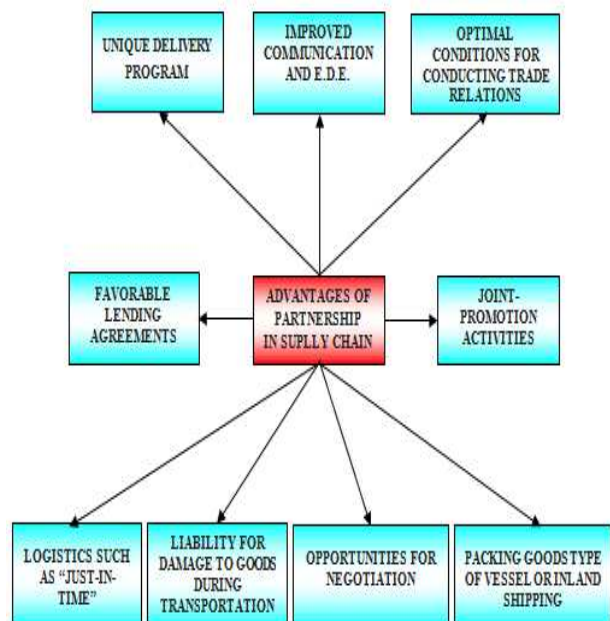 UNIQUE DELIVERY
PROGRAM
IMPROVED
COMMUNICATION
AND E.D.E.
OPTIMAL
CONDITIONS FOR
CONDUCTING TRADE
RELATIONS
FAVORABLE
LENDING
AGREEMENTS
ADVANTAGES OF
PARTNERSHIP
IN SUPLLY CHAIN
JOINT-
PROMOTION
ACTIVITIES
LOGISTICS SUCH
AS “JUST-IN-
TIME”
LIABILITY FOR
DAMAGE TO GOODS
DURING
TRANSPORTATION
OPPORTUNITIES FOR
NEGOTIATION
PACKING GOODS TYPE
OF VESSEL OR INLAND
SHIPPING